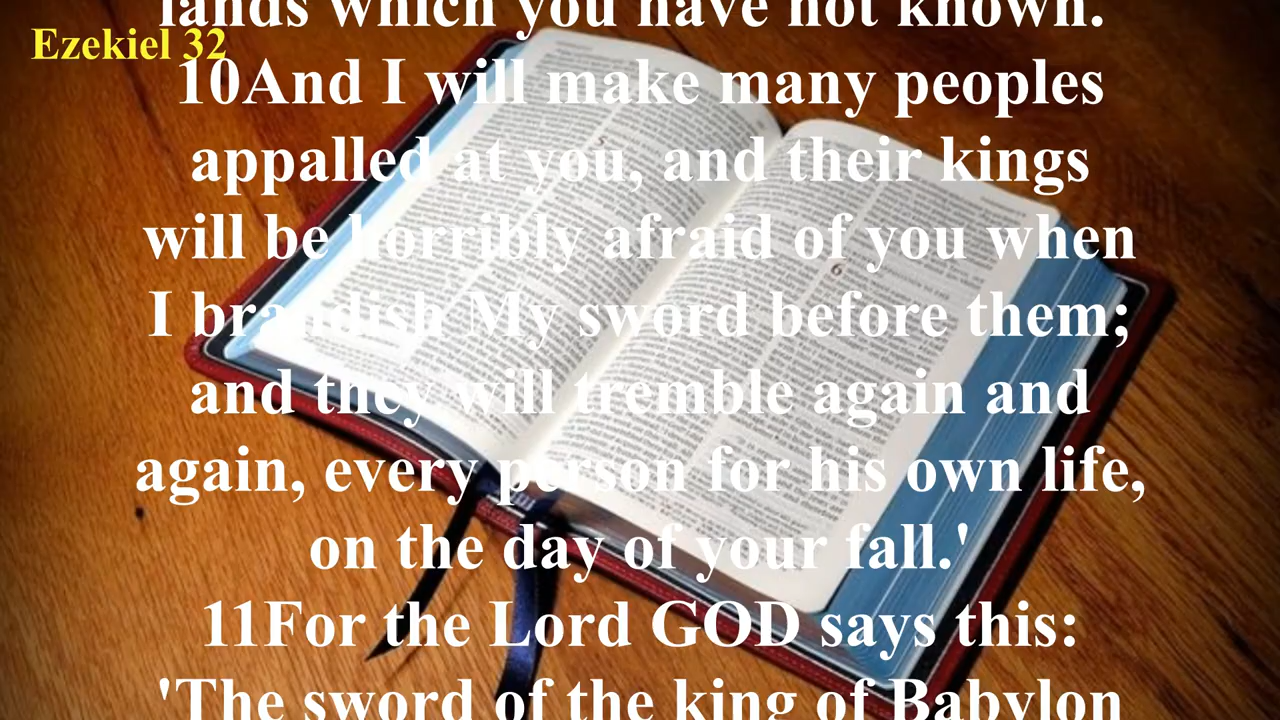 lands which you have not known.
Ezekiel 32
10And I will make many peoples
appalled at you, and their kings
will be horribly afraid of you when
I brandish My sword before them;
and they will tremble again and
again, every person for his own life,
on the day of your fall.'
11For the Lord GOD says this:
'The sword of the king of Babylon